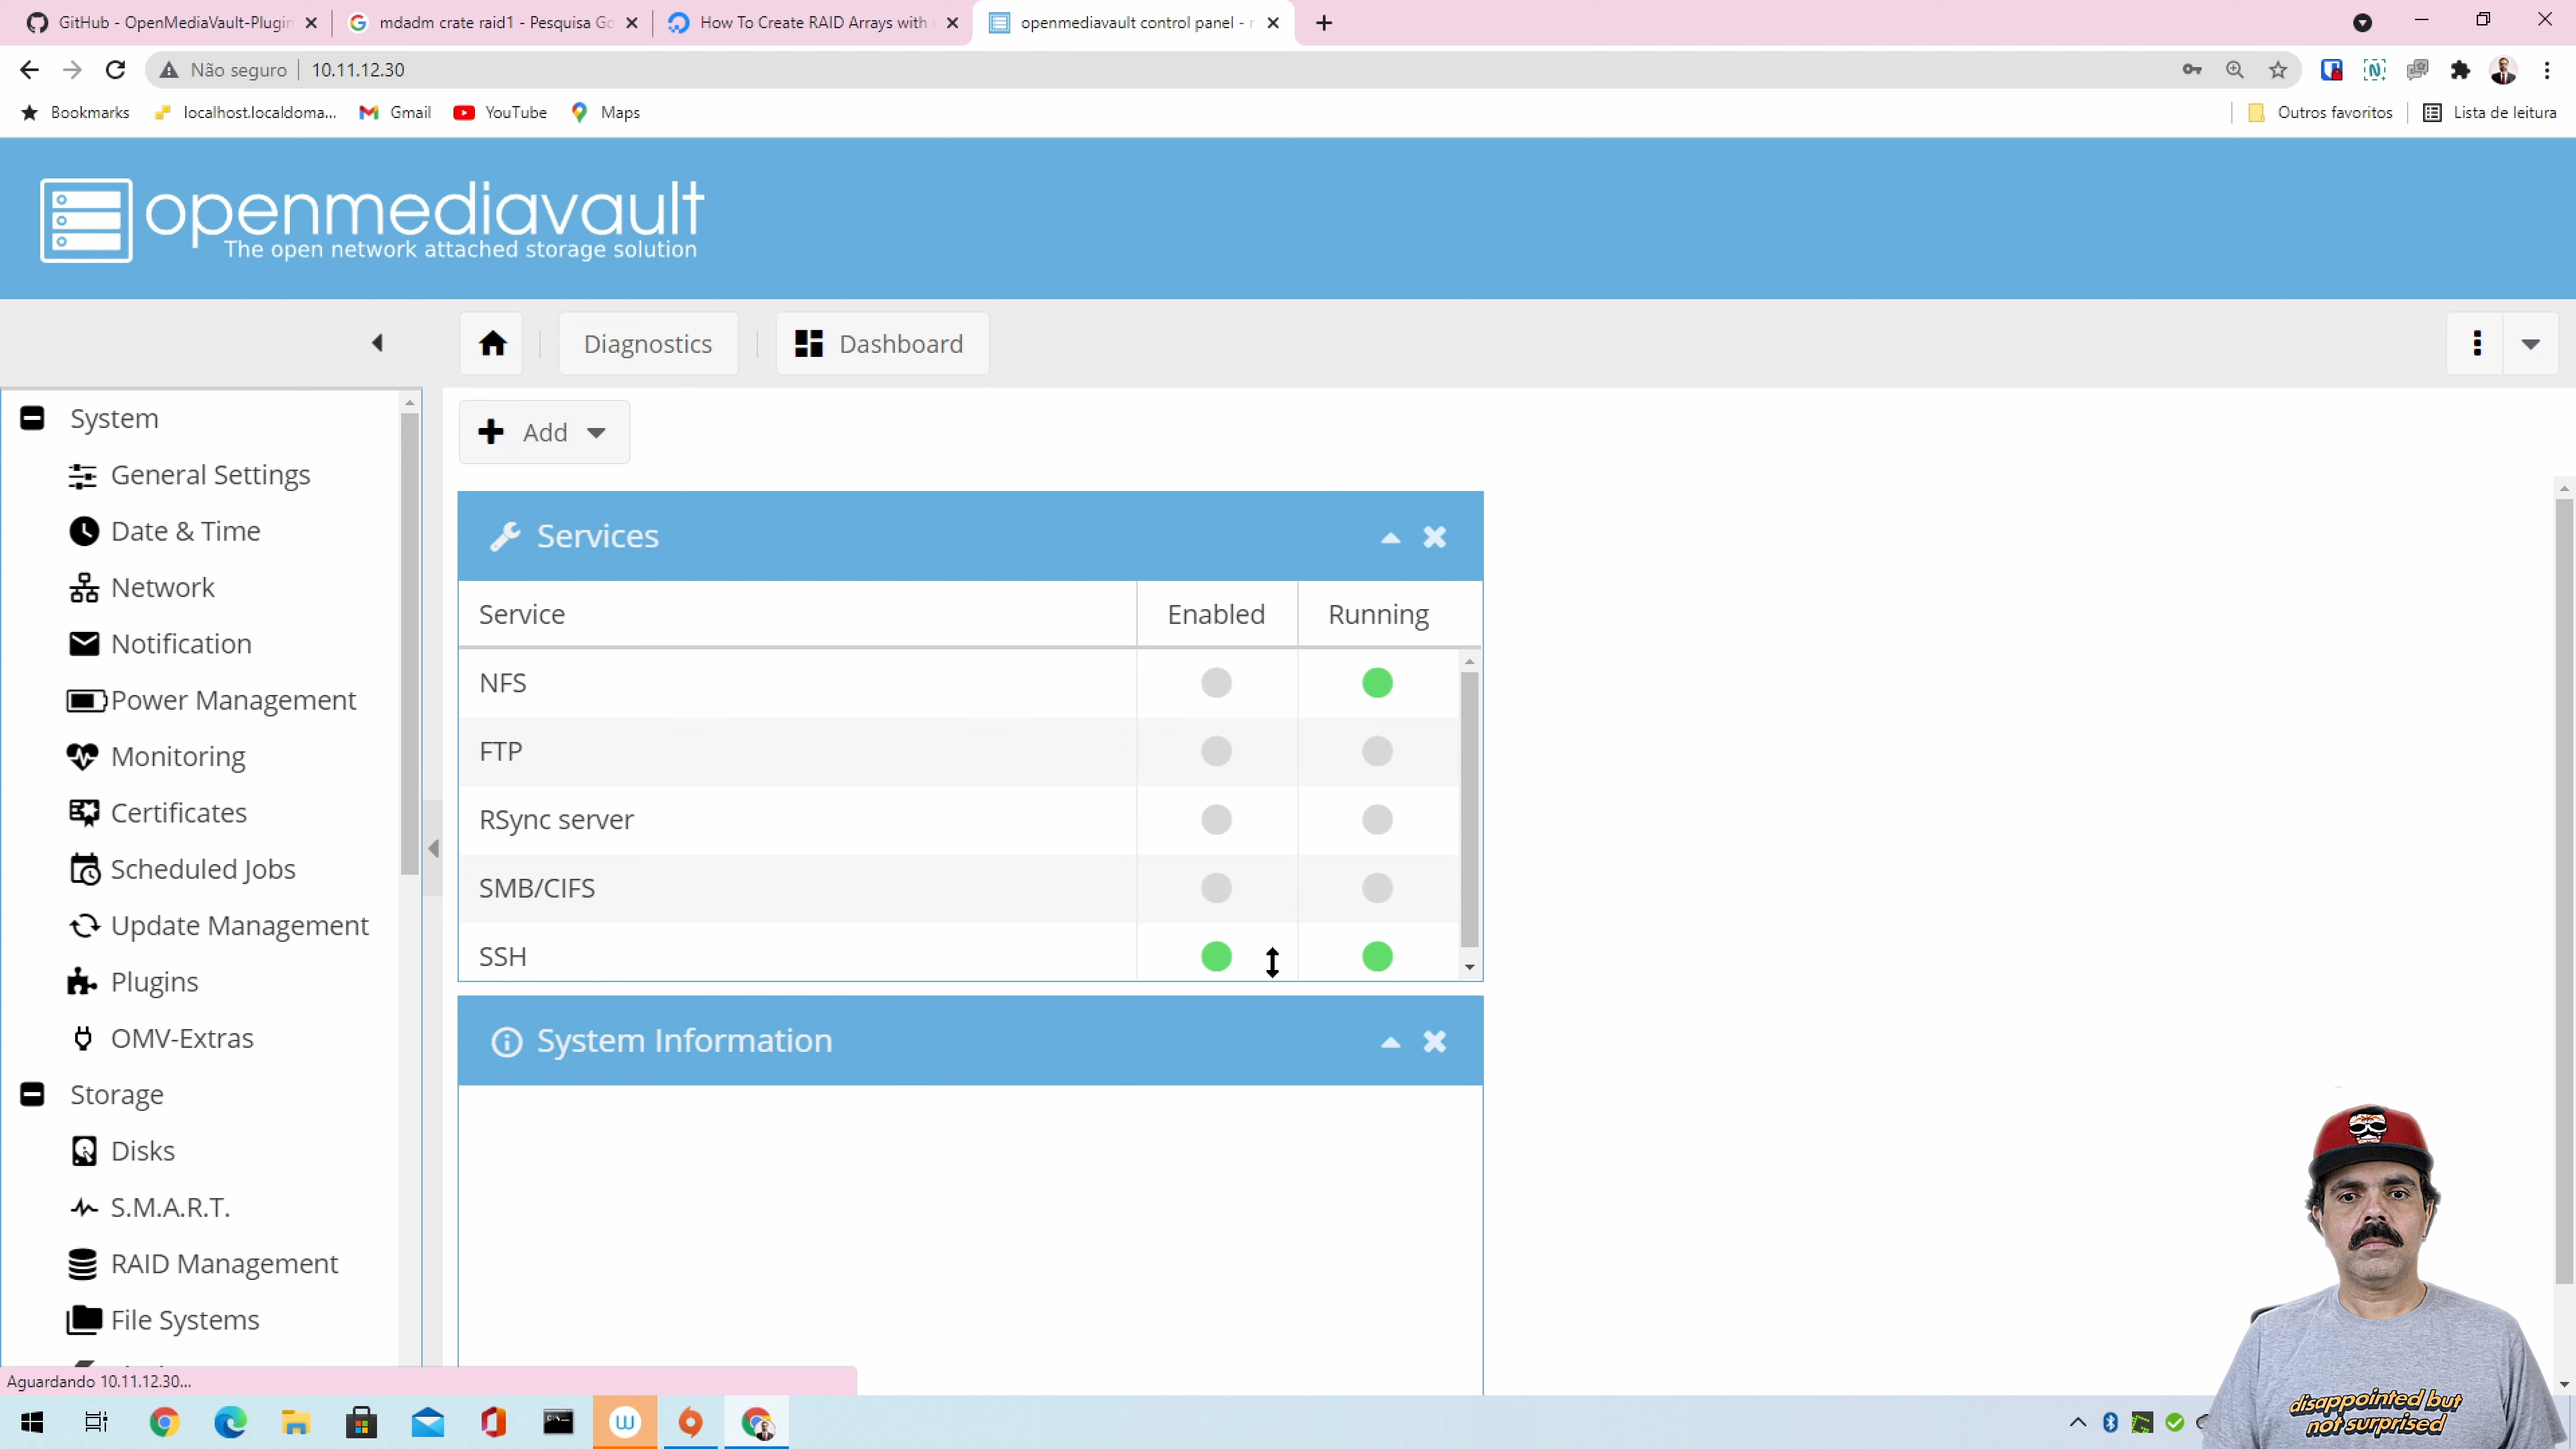 GitHub - OpenMediaVault-Plugin
mdadm crate raid1 - Pesquisa Go
How To Create RAID Arrays with
openmediavault control panel -
Não seguro
10.11.12.30
Bookmarks
localhost.localdoma...
Gmail
YouTube
Maps
Outros favoritos
Lista de leitura
openmediavault
The open network attached storage solution
Diagnostics
Dashboard
System
General Settings
Date & Time
Network
Notification
Power Management
Monitoring
Certificates
Scheduled Jobs
Update Management
Plugins
OMV-Extras
Storage
Disks
S.M.A.R.T.
RAID Management
File Systems
Add
Services
Service
Enabled
Running
NFS
FTP
RSync server
SMB/CIFS
SSH
System Information
Aguardando 10.11.12.30...
disappointed but
not surprised